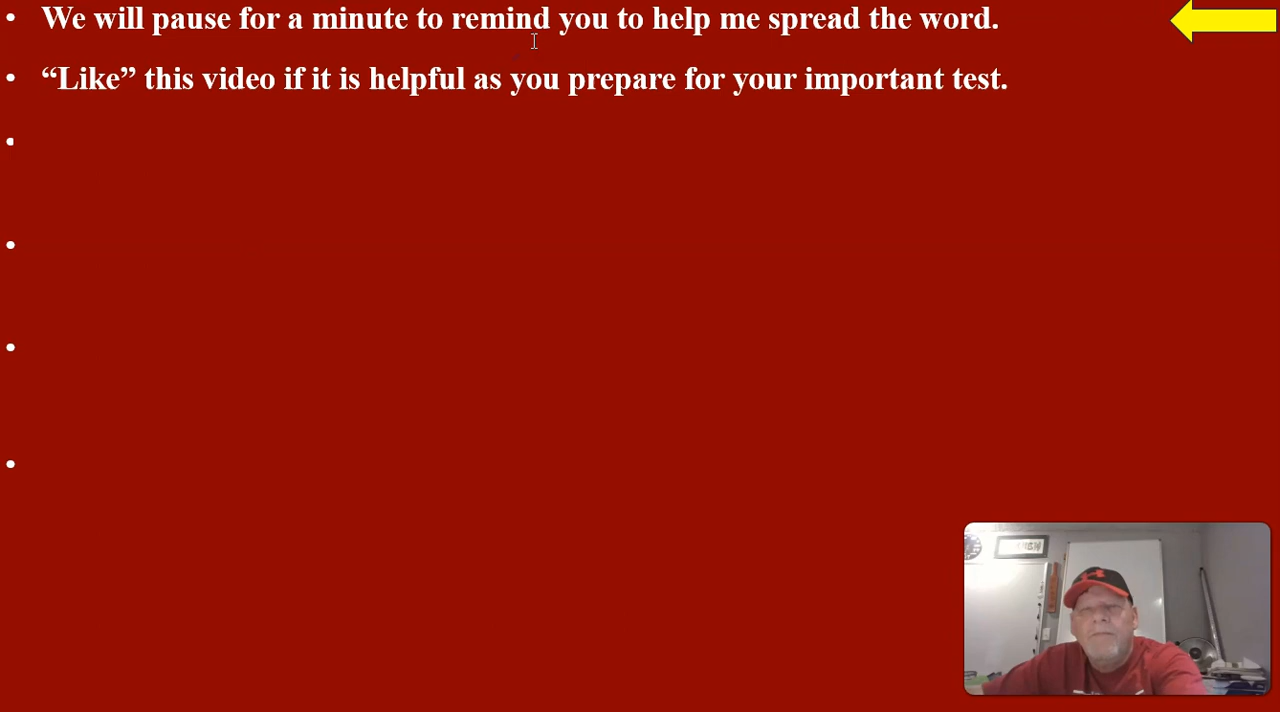 • We will pause for a minute to remind you to help me spread the word.
• “Like” this video if it is helpful as you prepare for your important test.
•
•
•
•